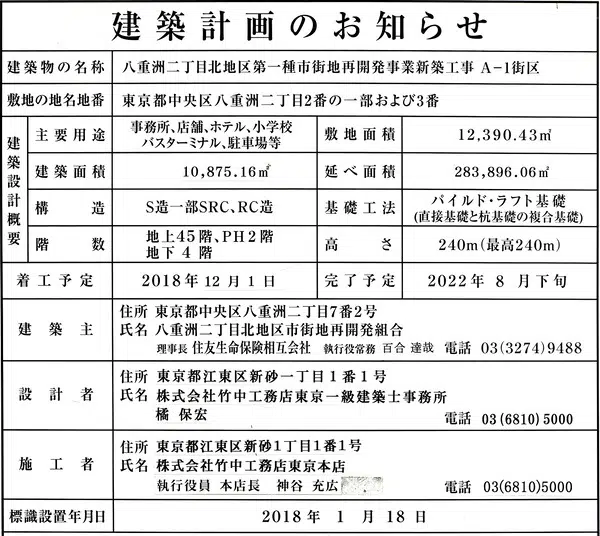 建築計画のお知らせ
建築物の名称 八重洲二丁目北地区第一種市街地再開発事業新築工事 A-1街区
敷地の地名地番 東京都中央区八重洲二丁目2番の一部および3番
建築設計概要
主要用途 事務所、店舗、ホテル、小学校
バスターミナル、駐車場等
敷地面積 12,390.43㎡
建築面積 10,875.16㎡ 延べ面積 283,896.06㎡
構造 S造一部SRC、RC造 基礎工法 パイルド・ラフト基礎
(直接基礎と杭基礎の複合基礎)
階数 地上45階、PH2階
地下4階
高さ 240m(最高240m)
着工予定 2018年12月1日 完了予定 2022年8月下旬
建築主
住所 東京都中央区八重洲二丁目7番2号
氏名 八重洲二丁目北地区市街地再開発組合
理事長 住友生命保険相互会社 執行役常務 百合 達哉 電話 03(3274)9488
設計者
住所 東京都江東区新砂一丁目1番1号
氏名 株式会社竹中工務店東京一級建築士事務所
橘 保宏 電話 03(6810)5000
施工者
住所 東京都江東区新砂1丁目1番1号
氏名 株式会社竹中工務店東京本店
執行役員 本店長 神谷 充広 電話 03(6810)5000
標識設置年月日 2018年1月18日